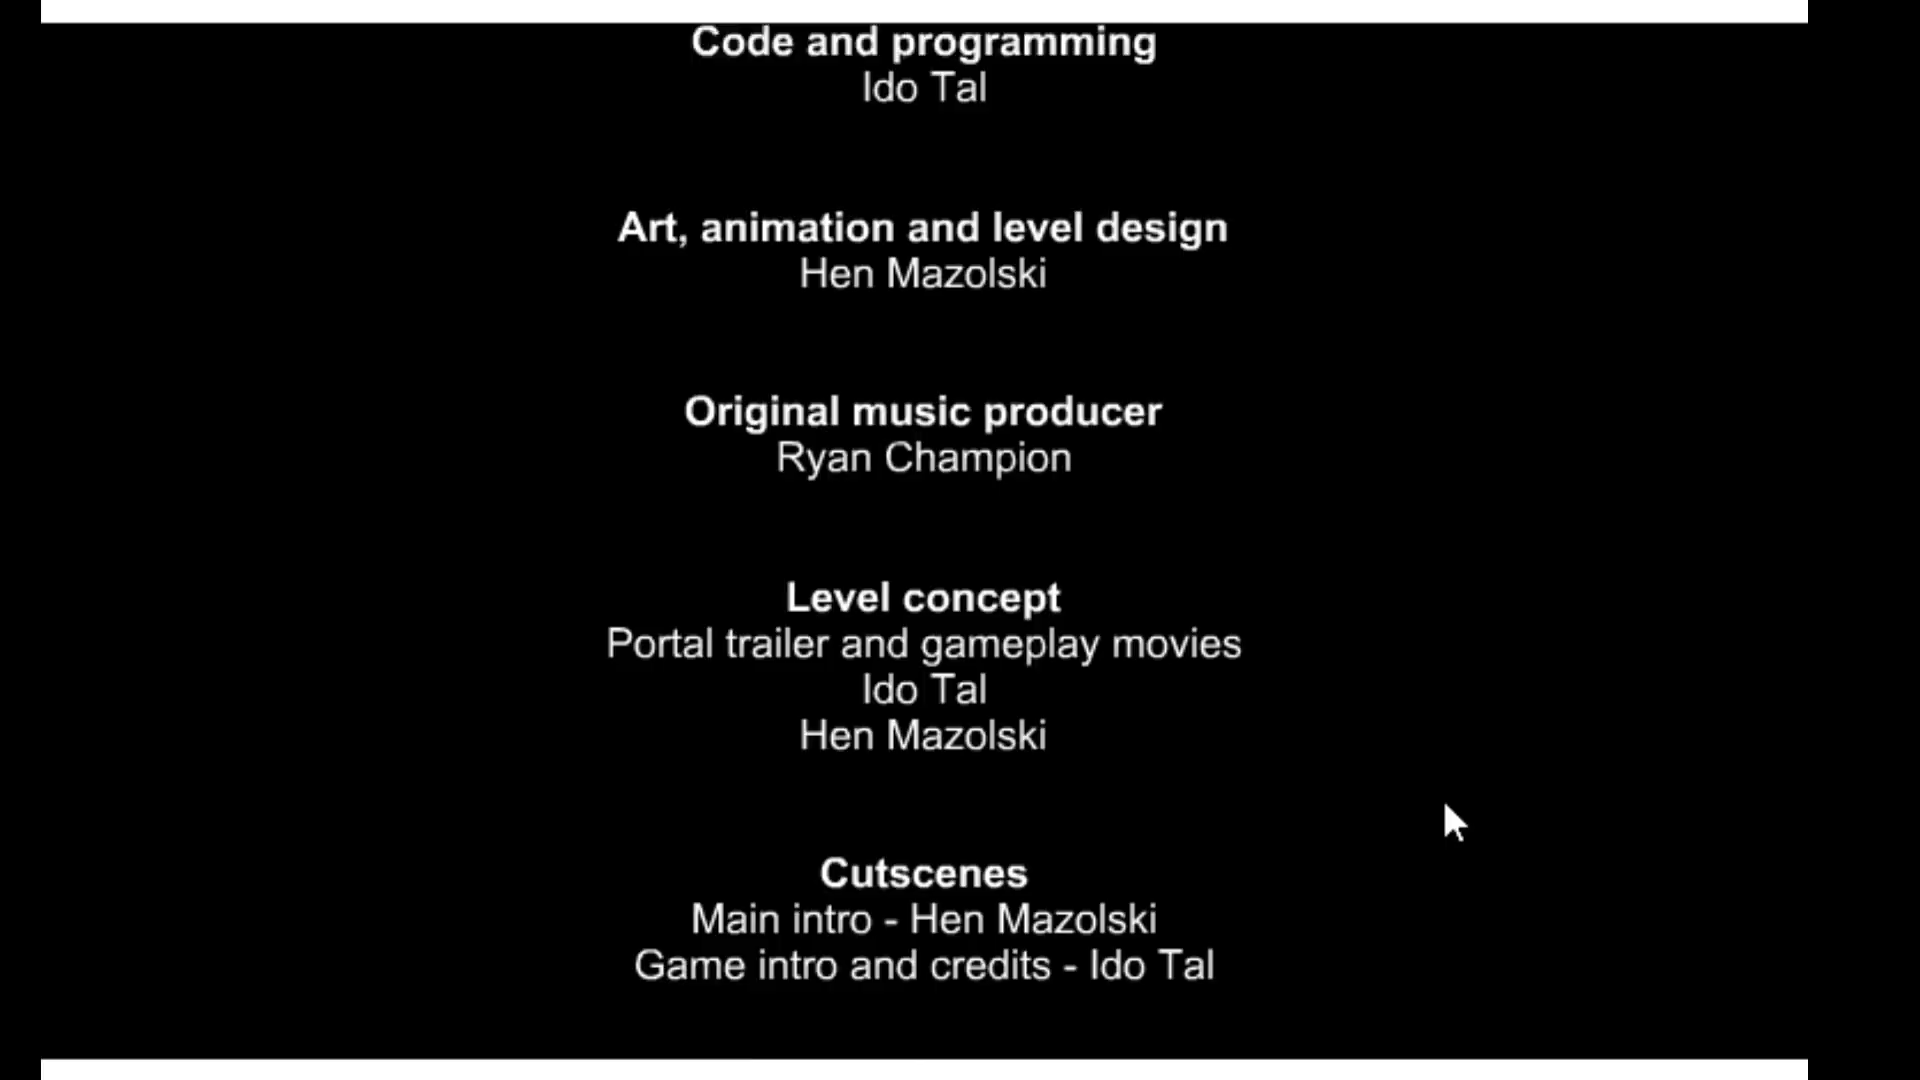 Code and programming
Ido Tal
Art, animation and level design
Hen Mazolski
Original music producer
Ryan Champion
Level concept
Portal trailer and gameplay movies
Ido Tal
Hen Mazolski
Cutscenes
Main intro - Hen Mazolski
Game intro and credits - Ido Tal